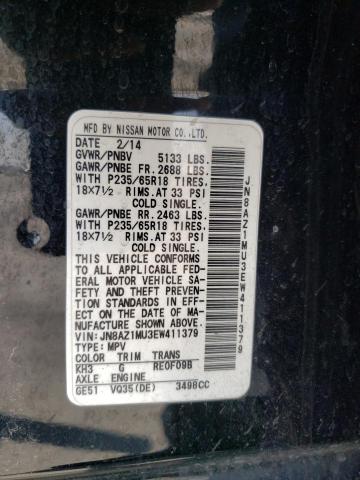 MFD BY NISSAN MOTOR CO.,LTD.
DATE 2/14
GVWR/PNBV 5133 LBS.
GAWR/PNBE FR. 2688 LBS.
WITH P235/65R18 TIRES,
18X7½ RIMS.AT 33 PSI
COLD SINGLE.
GAWR/PNBE RR. 2463 LBS.
WITH P235/65R18 TIRES,
18X7½ RIMS.AT 33 PSI
COLD SINGLE.
THIS VEHICLE CONFORMS
TO ALL APPLICABLE FED-
ERAL MOTOR VEHICLE SA-
FETY AND THEFT PREVEN-
TION STANDARDS IN EFF-
ECT ON THE DATE OF MA-
NUFACTURE SHOWN ABOVE.
VIN:JN8AZ1MU3EW411379
TYPE:MPV
COLOR TRIM TRANS
KH3 G RE0F09B
AXLE ENGINE
GE51 VQ35(DE) 3498CC
JN8AZ1MU3EW411379